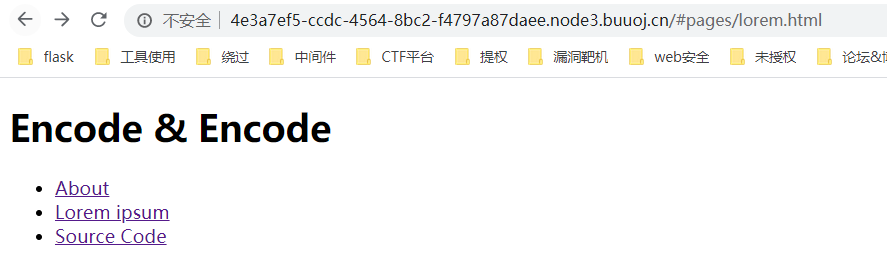 不安全 4e3a7ef5-ccdc-4564-8bc2-f4797a87daee.node3.buuoj.cn/#pages/lorem.html
flask 工具使用 绕过 中间件 CTF平台 提权 漏洞靶机 web安全 未授权 论坛&
Encode & Encode
About
Lorem ipsum
Source Code